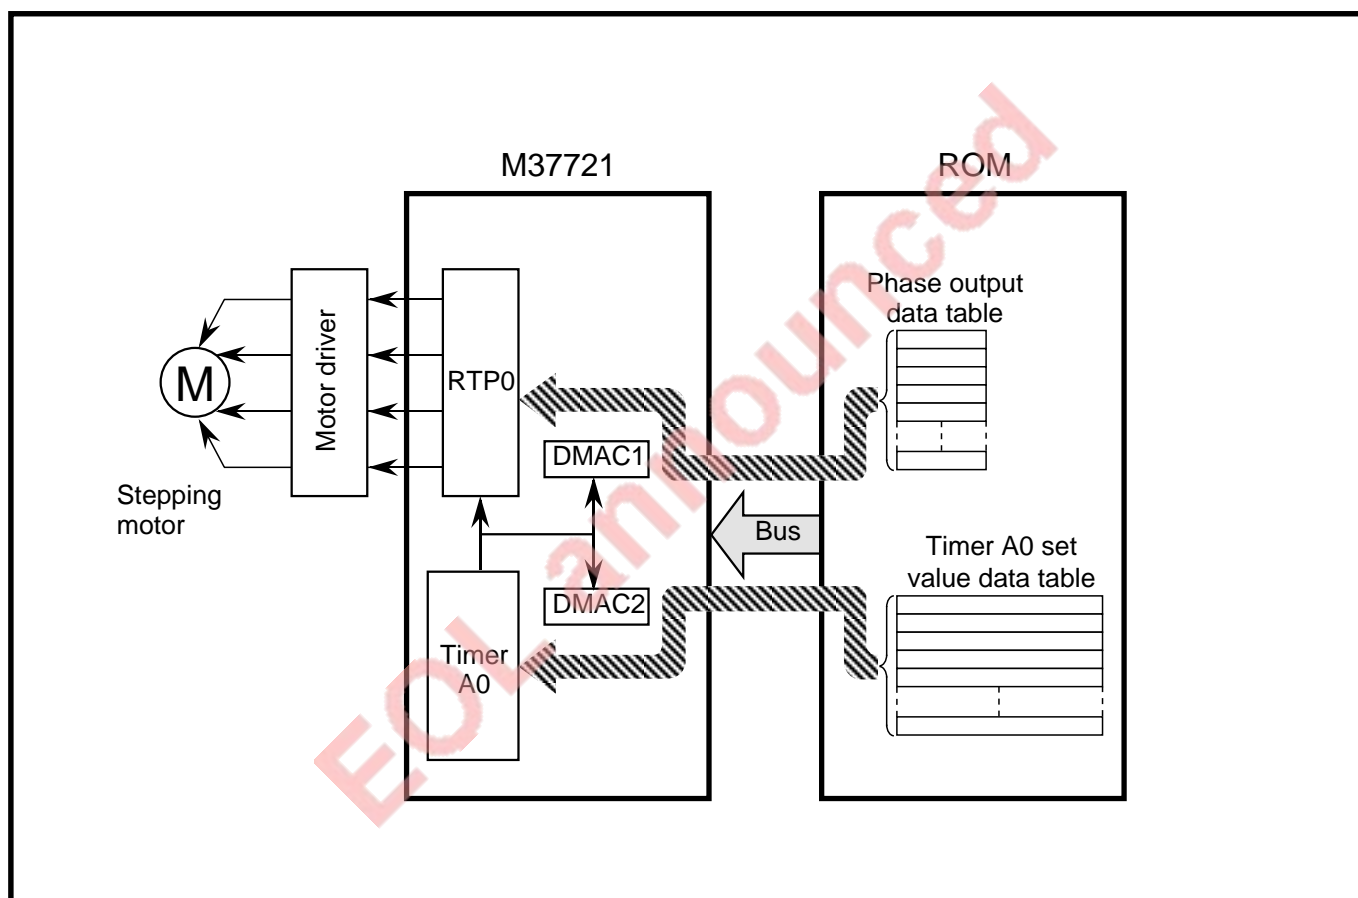 M37721
ROM
Phase output
data table
Motor driver
RTP0
M
DMAC1
Stepping
motor
Bus
Timer A0 set
value data table
DMAC2
Timer
A0
EOL announced